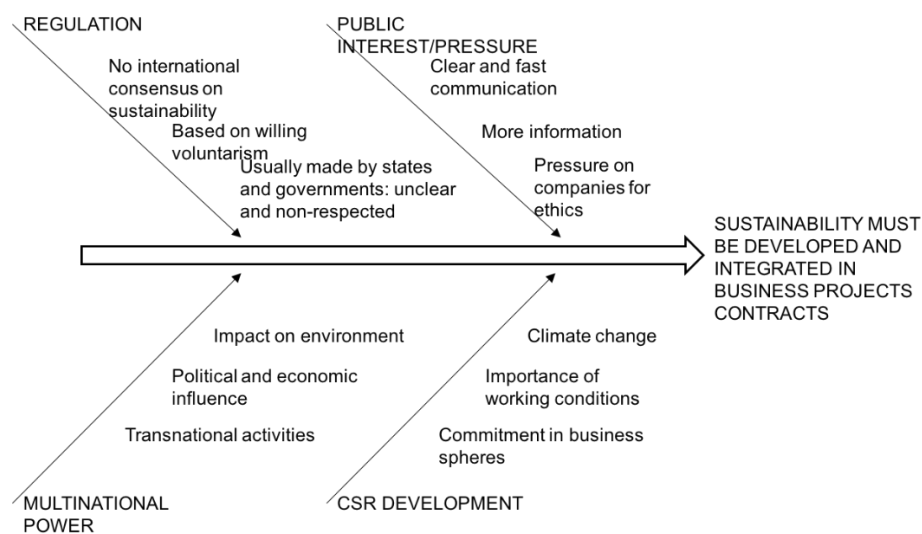 REGULATION
No international
consensus on
sustainability
Based on willing
voluntarism
Usually made by states
and governments: unclear
and non-respected
PUBLIC
INTEREST/PRESSURE
Clear and fast
communication
More information
Pressure on
companies for
ethics
SUSTAINABILITY MUST
BE DEVELOPED AND
INTEGRATED IN
BUSINESS PROJECTS
CONTRACTS
Impact on environment
Political and economic
influence
Transnational activities
MULTINATIONAL
POWER
Climate change
Importance of
working conditions
Commitment in business
spheres
CSR DEVELOPMENT